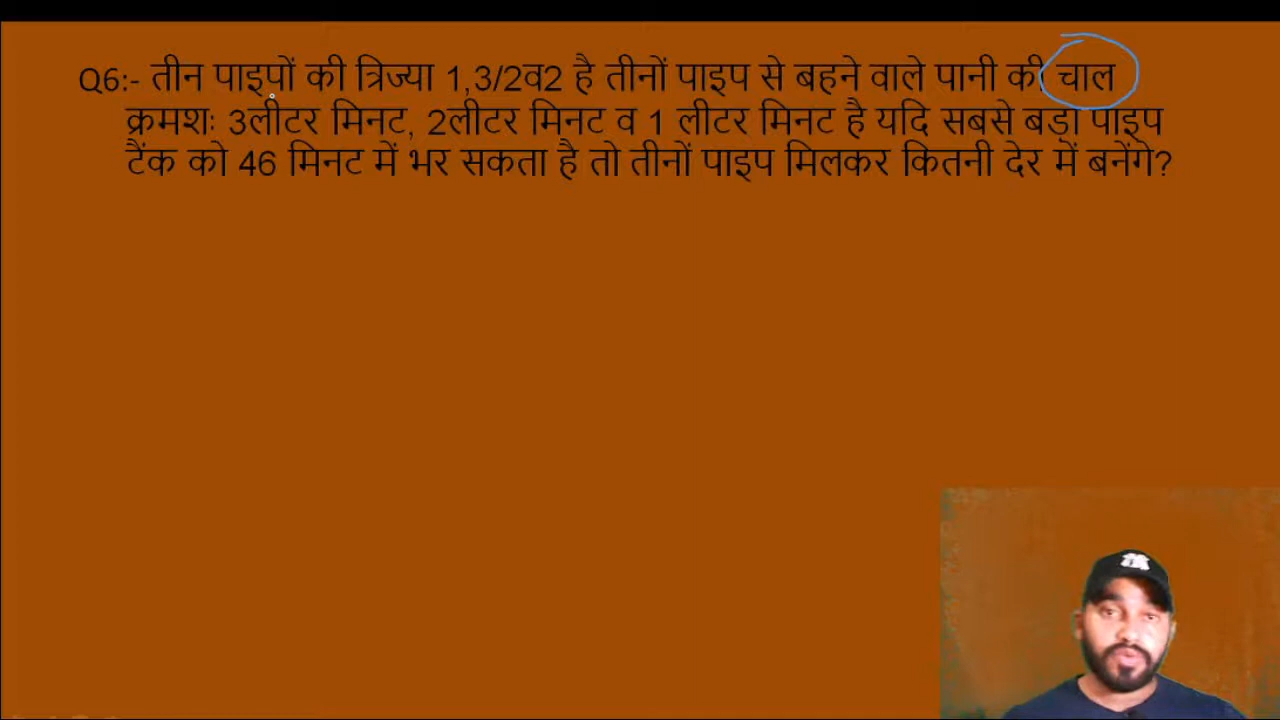 Q6:- तीन पाइपों की त्रिज्या 1,3/2व2 है तीनों पाइप से बहने वाले पानी की चाल
क्रमशः 3लीटर मिनट, 2लीटर मिनट व 1 लीटर मिनट है यदि सबसे बड़ा पाइप
टैंक को 46 मिनट में भर सकता है तो तीनों पाइप मिलकर कितनी देर में बनेंगे?